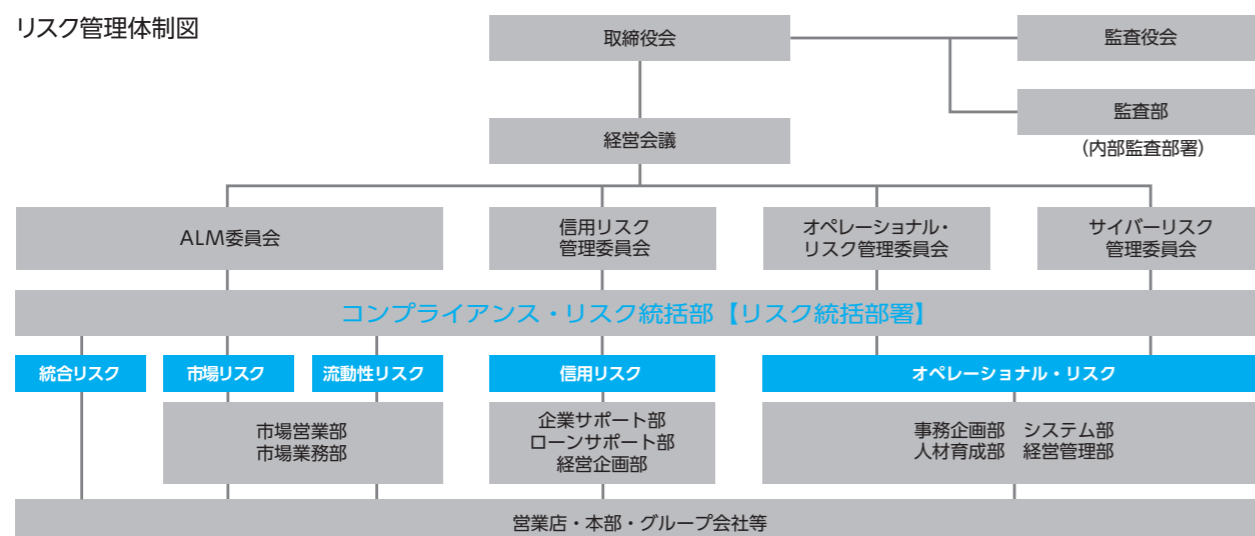 リスク管理体制図
取締役会
監査役会
監査部
(内部監査部署)
経営会議
ALM委員会
信用リスク
管理委員会
オペレーショナル・
リスク管理委員会
サイバーリスク
管理委員会
コンプライアンス・リスク統括部【リスク統括部署】
統合リスク
市場リスク
流動性リスク
信用リスク
オペレーショナル・リスク
市場営業部
市場業務部
企業サポート部
ローンサポート部
経営企画部
事務企画部　システム部
人材育成部　経営管理部
営業店・本部・グループ会社等